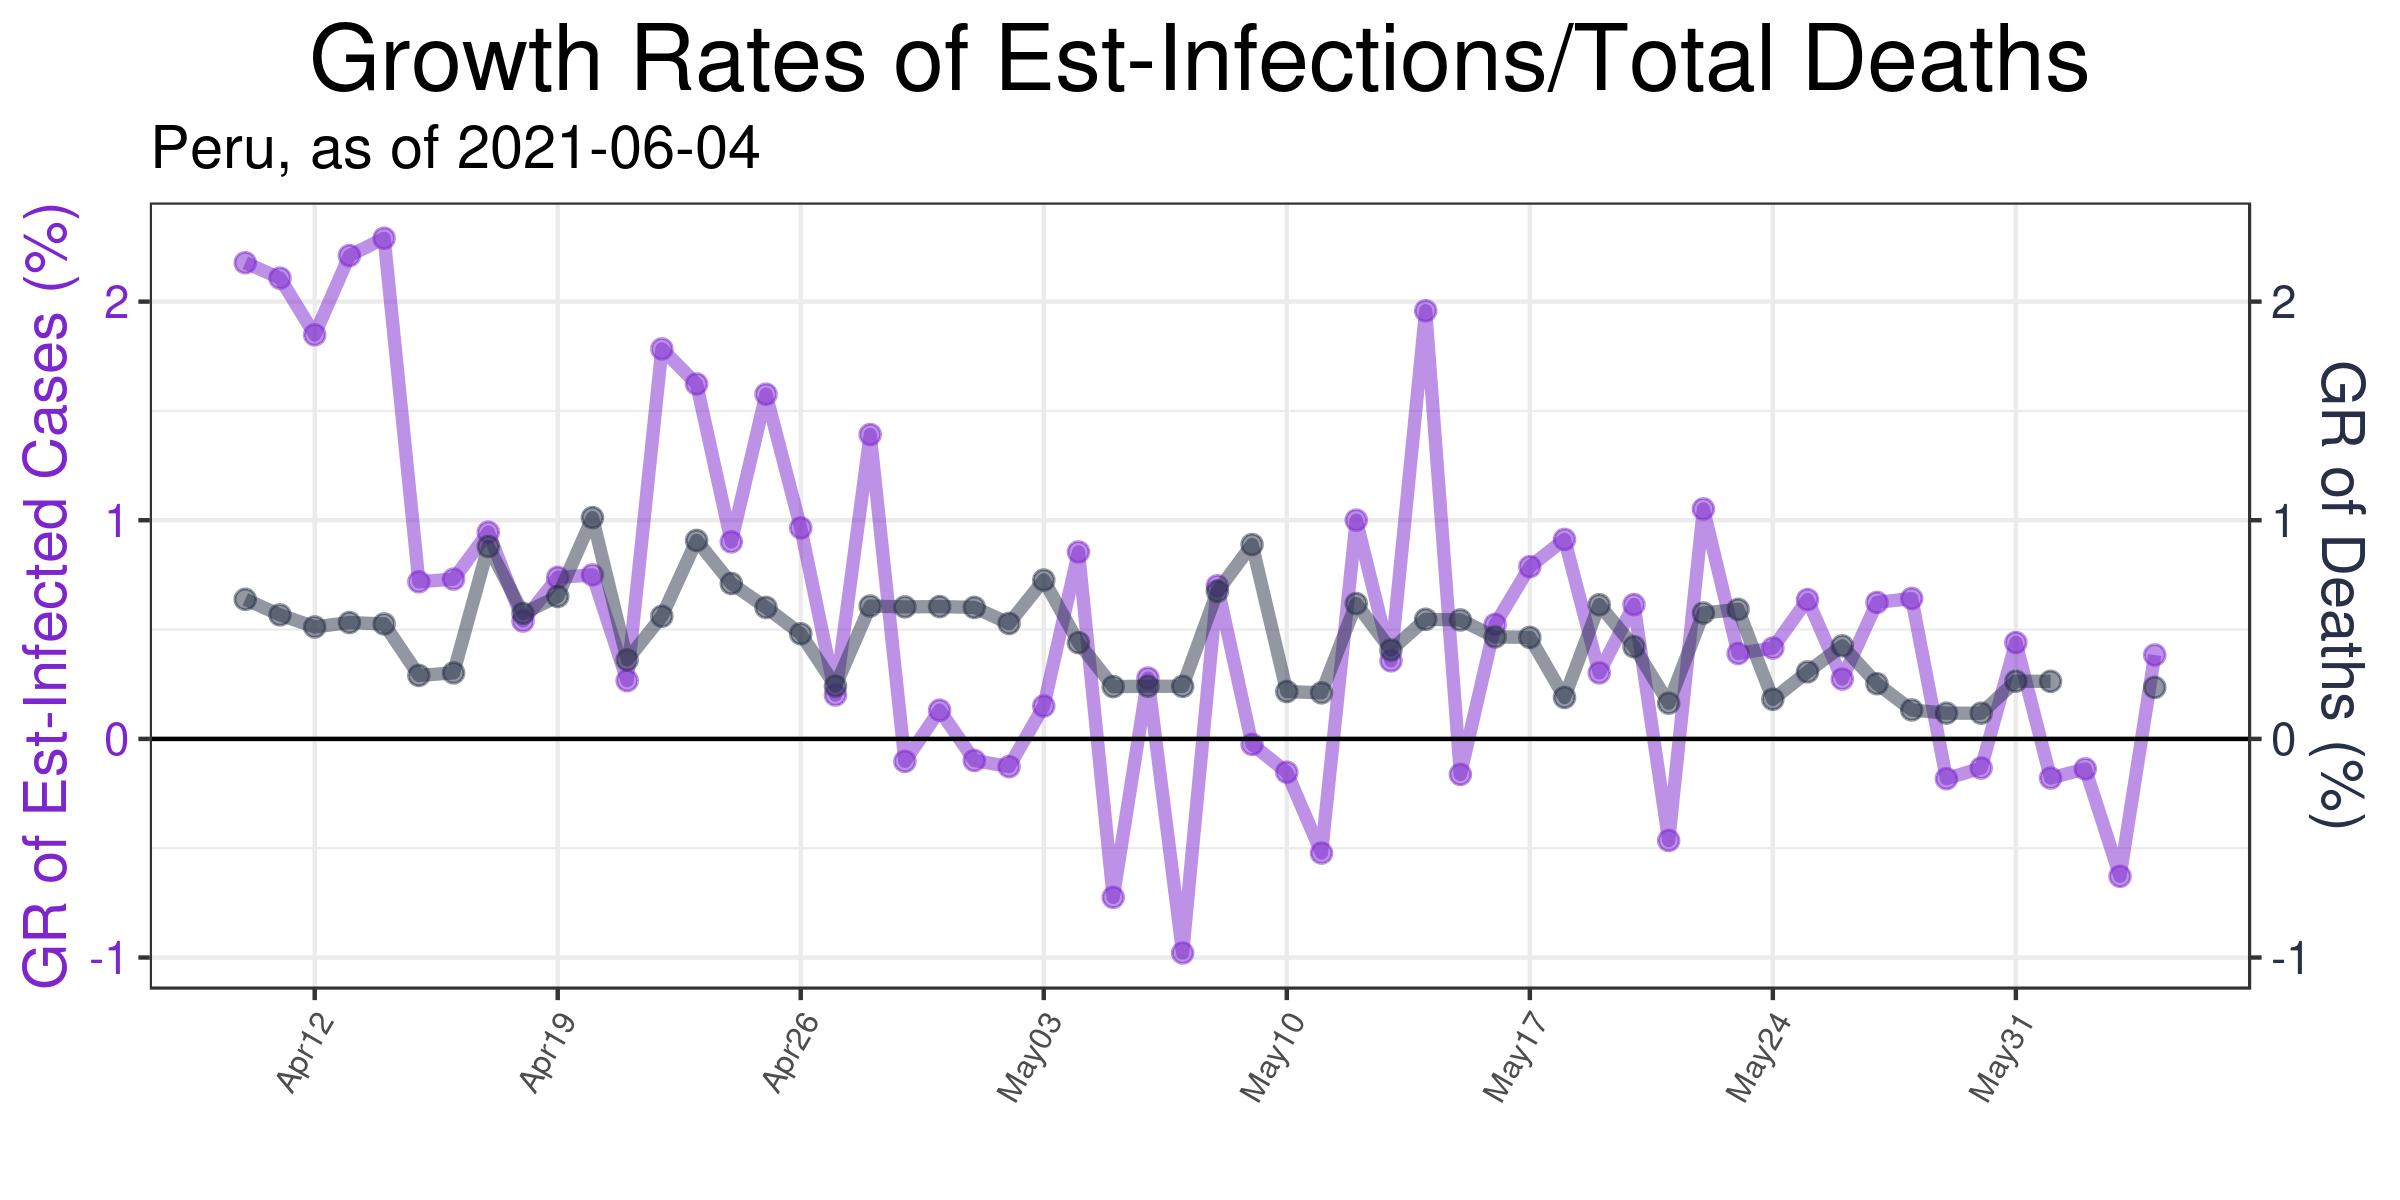 Growth Rates of Est-Infections/Total Deaths
Peru, as of 2021-06-04
GR of Est-Infected Cases (%)
2
1
0
-1
2
1
0
-1
GR of Deaths (%)
Apr12
Apr19
Apr26
May03
May10
May17
May24
May31